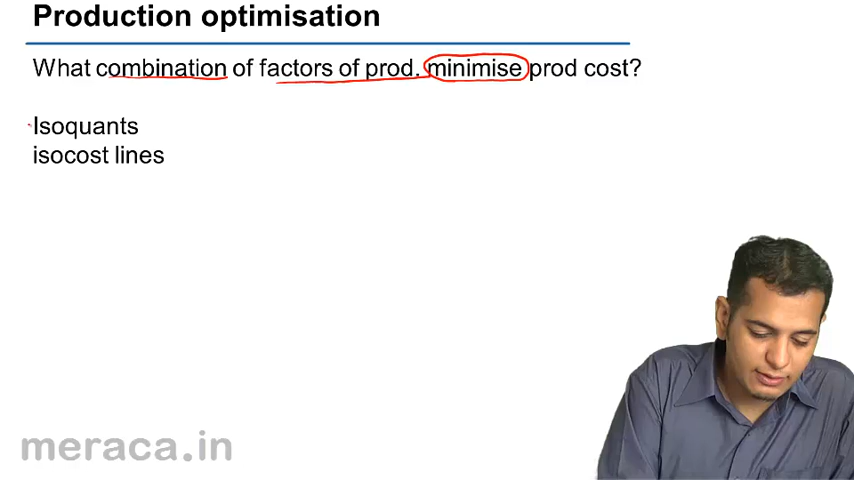 Production optimisation
What combination of factors of prod. minimise prod cost?
Isoquants
isocost lines
meraca.in